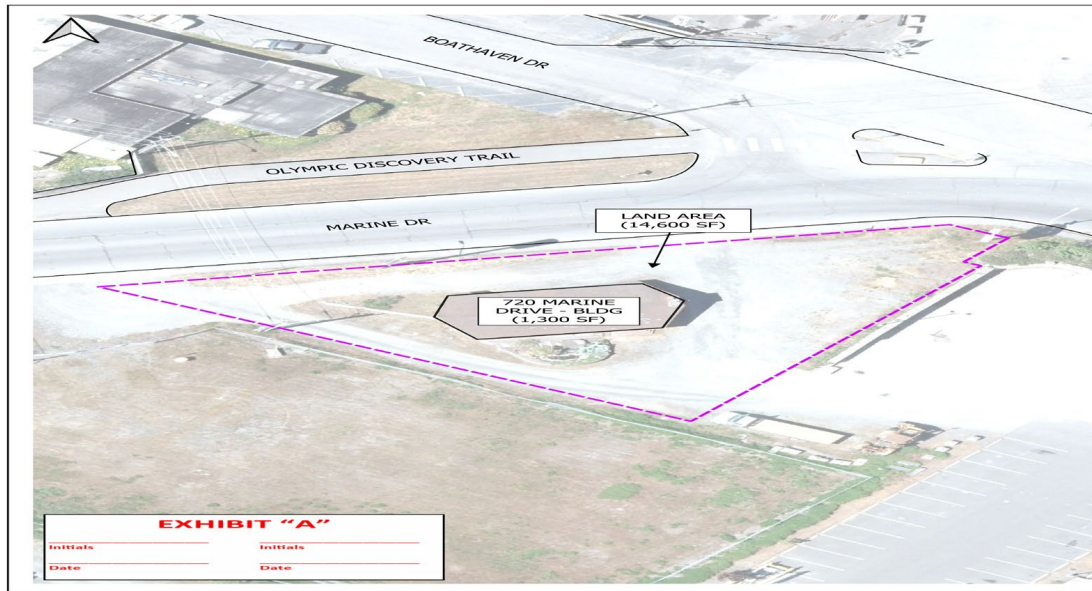 BOATHAVEN DR
OLYMPIC DISCOVERY TRAIL
MARINE DR
LAND AREA
(14,600 SF)
720 MARINE
DRIVE - BLDG
(1,300 SF)
EXHIBIT “A”
Initials Initials
Date Date